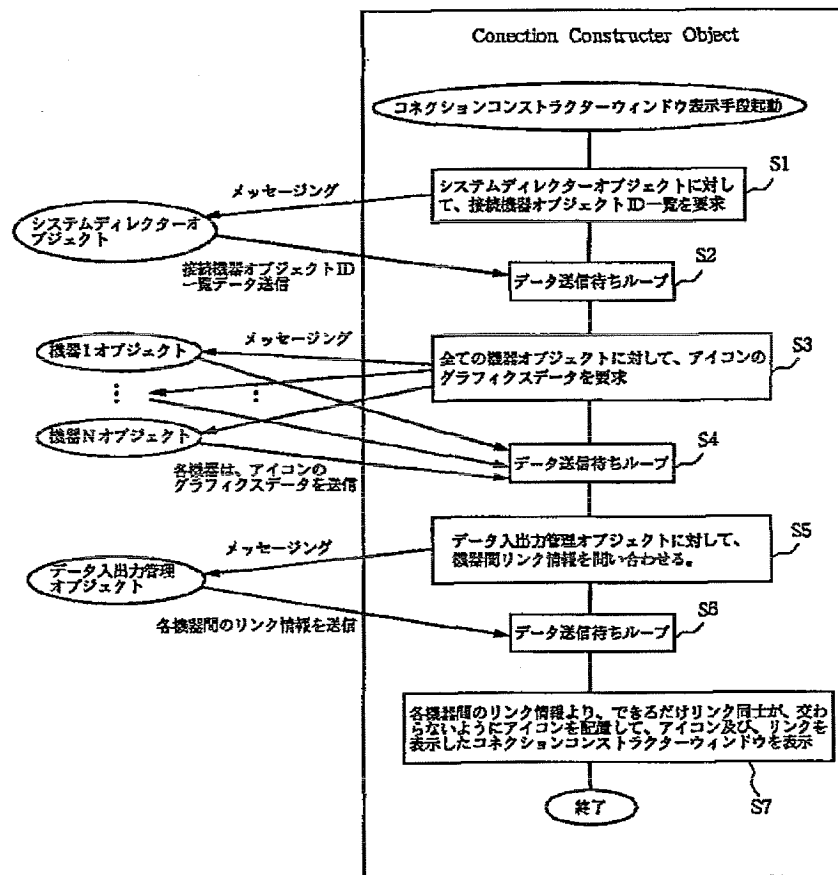 Conection Constructer Object
コネクションコンストラクターウィンドウ表示手段起動
S1
メッセージング
システムディレクターオブジェクトに対し
て、接続機器オブジェクトID一覧を要求
システムディレクターオ
ブジェクト
接続機器オブジェクトID
一覧データ送信
S2
データ送信待ちループ
メッセージング
S3
機器1オブジェクト
全ての機器オブジェクトに対して、アイコンの
グラフィクスデータを要求
機器Nオブジェクト
S4
データ送信待ちループ
各機器は、アイコンの
グラフィクスデータを送信
メッセージング
S5
データ入出力管理オブジェクトに対して、
機器間リンク情報を問い合わせる。
データ入出力管理
オブジェクト
S6
各機器間のリンク情報を送信
データ送信待ちループ
各機器間のリンク情報より、できるだけリンク同士が、交わ
らないようにアイコンを配置して、アイコン及び、リンクを
表示したコネクションコンストラクターウィンドウを表示
S7
終了